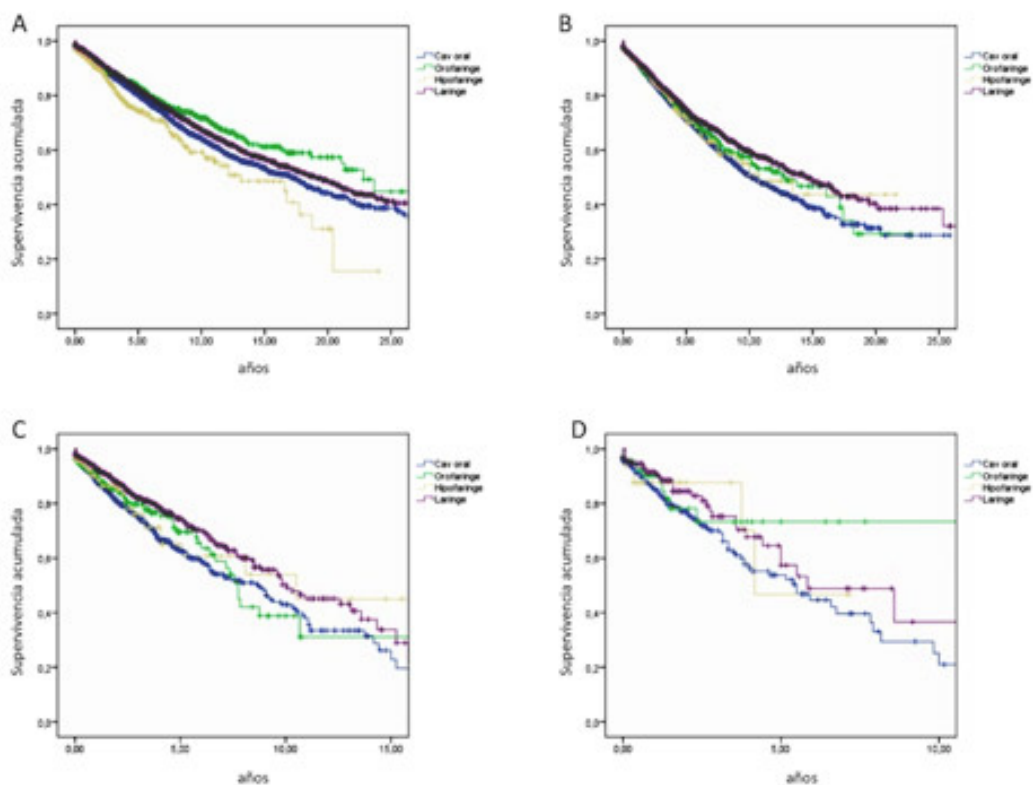 A
Supervivencia acumulada
1,0
0,8
0,6
0,4
0,2
0,0
0,00 5,00 10,00 15,00 20,00 25,00
años
Cav oral
Orofaringe
Hipofaringe
Laringe
B
Supervivencia acumulada
1,0
0,8
0,6
0,4
0,2
0,0
0,00 5,00 10,00 15,00 20,00 25,00
años
Cav oral
Orofaringe
Hipofaringe
Laringe
C
Supervivencia acumulada
1,0
0,8
0,6
0,4
0,2
0,0
0,00 5,00 10,00 15,00
años
Cav oral
Orofaringe
Hipofaringe
Laringe
D
Supervivencia acumulada
1,0
0,8
0,6
0,4
0,2
0,0
0,00 5,00 10,00
años
Cav oral
Orofaringe
Hipofaringe
Laringe